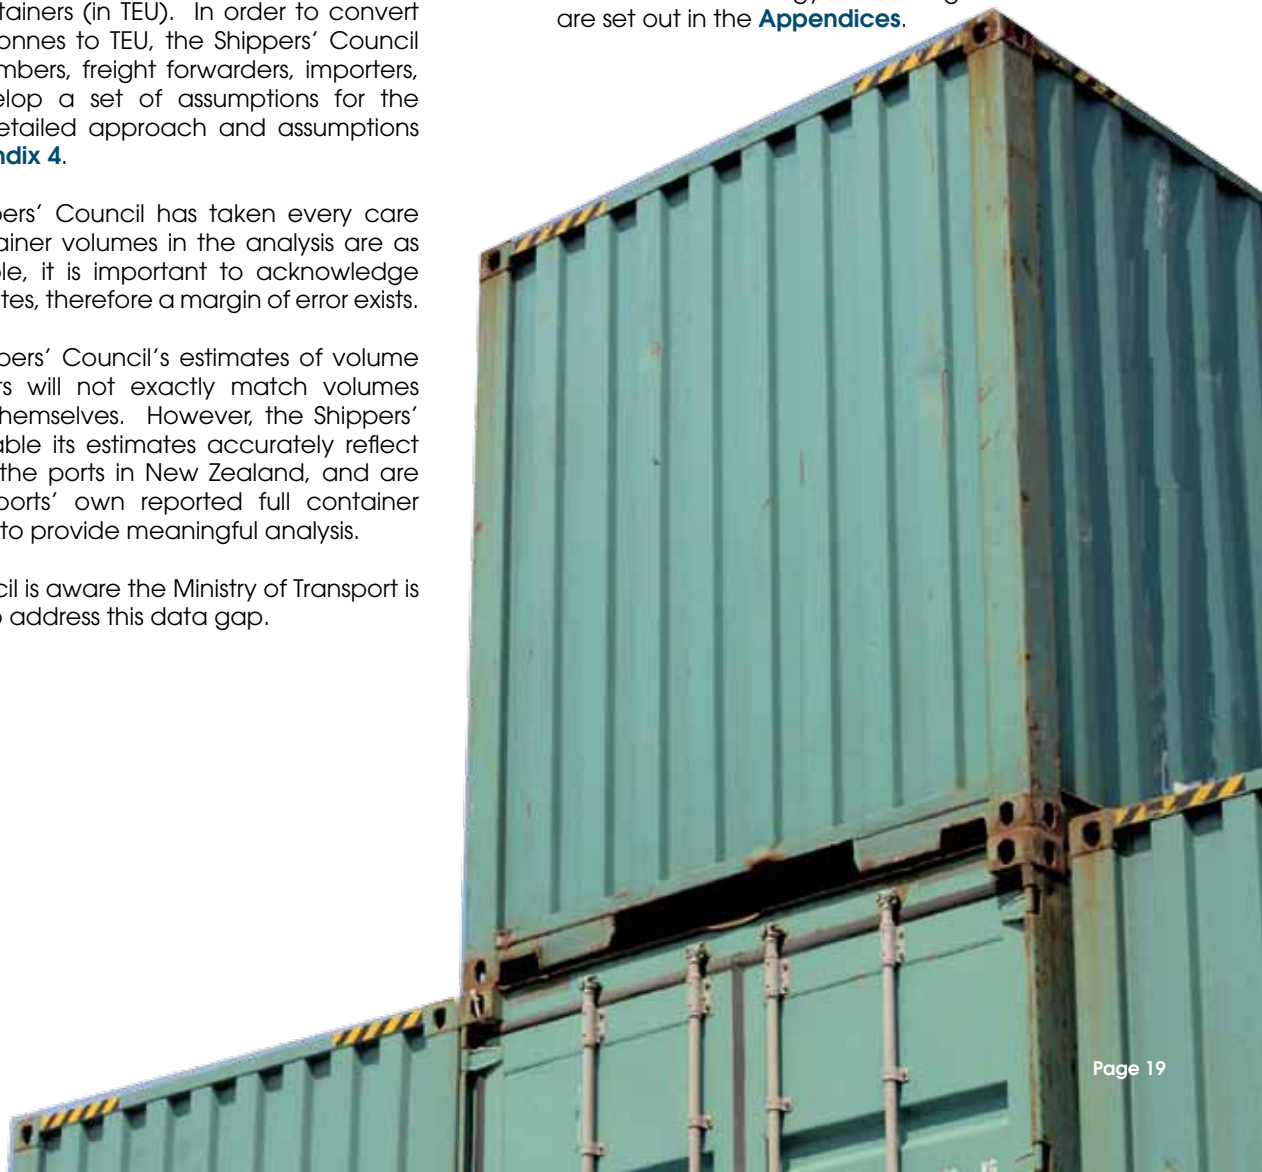 tainers (in TEU). In order to convert
onnes to TEU, the Shippers' Council
mbers, freight forwarders, importers,
elop a set of assumptions for the
etailed approach and assumptions
ndix 4.
pers' Council has taken every care
ainer volumes in the analysis are as
ole, it is important to acknowledge
tes, therefore a margin of error exists.
pers' Council's estimates of volume
ts will not exactly match volumes
themselves. However, the Shippers'
able its estimates accurately reflect
the ports in New Zealand, and are
ports' own reported full container
to provide meaningful analysis.
cil is aware the Ministry of Transport is
o address this data gap.
are set out in the Appendices.
Page 19